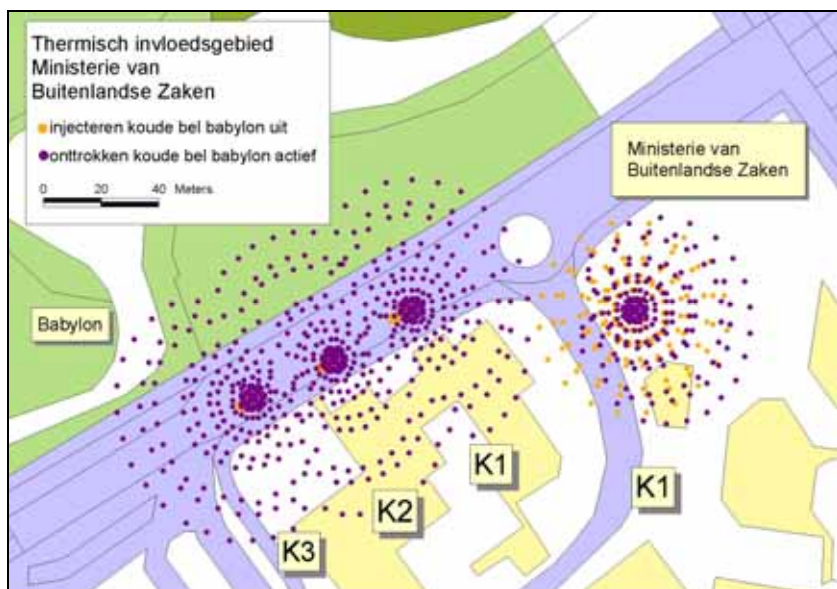 Thermisch invloedsgebied
Ministerie van
Buitenlandse Zaken
injecteren koude bel babylon uit
onttrokken koude bel babylon actief
0 20 40 Meters
Ministerie van
Buitenlandse Zaken
Babylon
K1
K1
K2
K3